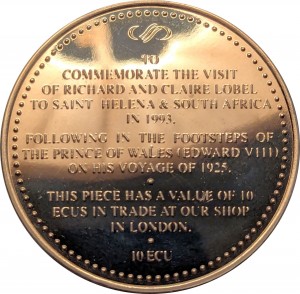 TO
COMMEMORATE THE VISIT
OF RICHARD AND CLAIRE LOBEL
TO SAINT HELENA & SOUTH AFRICA
IN 1993.
FOLLOWING IN THE FOOTSTEPS OF
THE PRINCE OF WALES (EDWARD VIII)
ON HIS VOYAGE OF 1925.
THIS PIECE HAS A VALUE OF 10
ECUS IN TRADE AT OUR SHOP
IN LONDON.
10 ECU